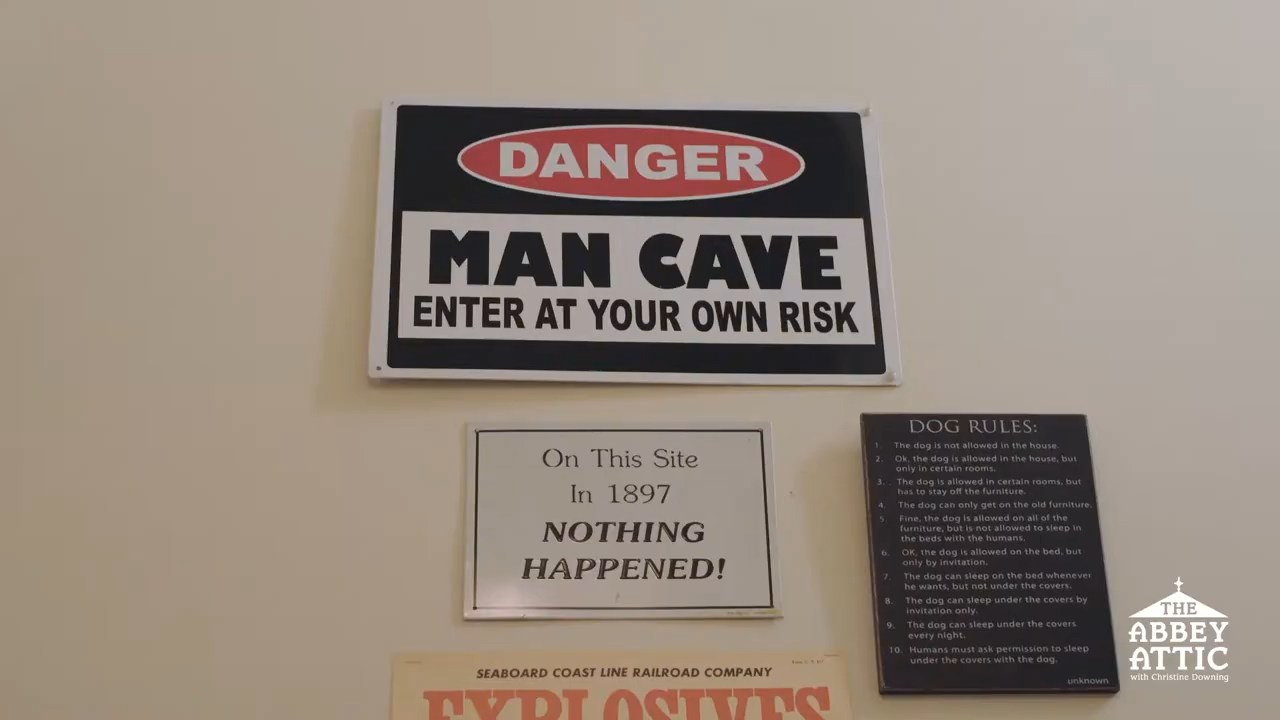 DANGER
MAN CAVE
ENTER AT YOUR OWN RISK
On This Site
In 1897
NOTHING
HAPPENED!
DOG RULES:
1. The dog is not allowed in the house.
2. Ok, the dog is allowed in the house, but
only in certain rooms.
3. The dog is allowed in certain rooms, but
has to stay off the furniture.
4. The dog can only get on the old furniture.
5. Fine, the dog is allowed on all of the
furniture, but is not allowed to sleep in
the beds with the humans.
6. OK, the dog is allowed on the bed, but
only by invitation.
7. The dog can sleep on the bed whenever
he wants, but not under the covers.
8. The dog can sleep under the covers by
invitation only.
9. The dog can sleep under the covers
every night.
10. Humans must ask permission to sleep
under the covers with the dog.
unknown
SEABOARD COAST LINE RAILROAD COMPANY
EXPLOSIVES
THE
ABBEY
ATTIC
with Christine Downing